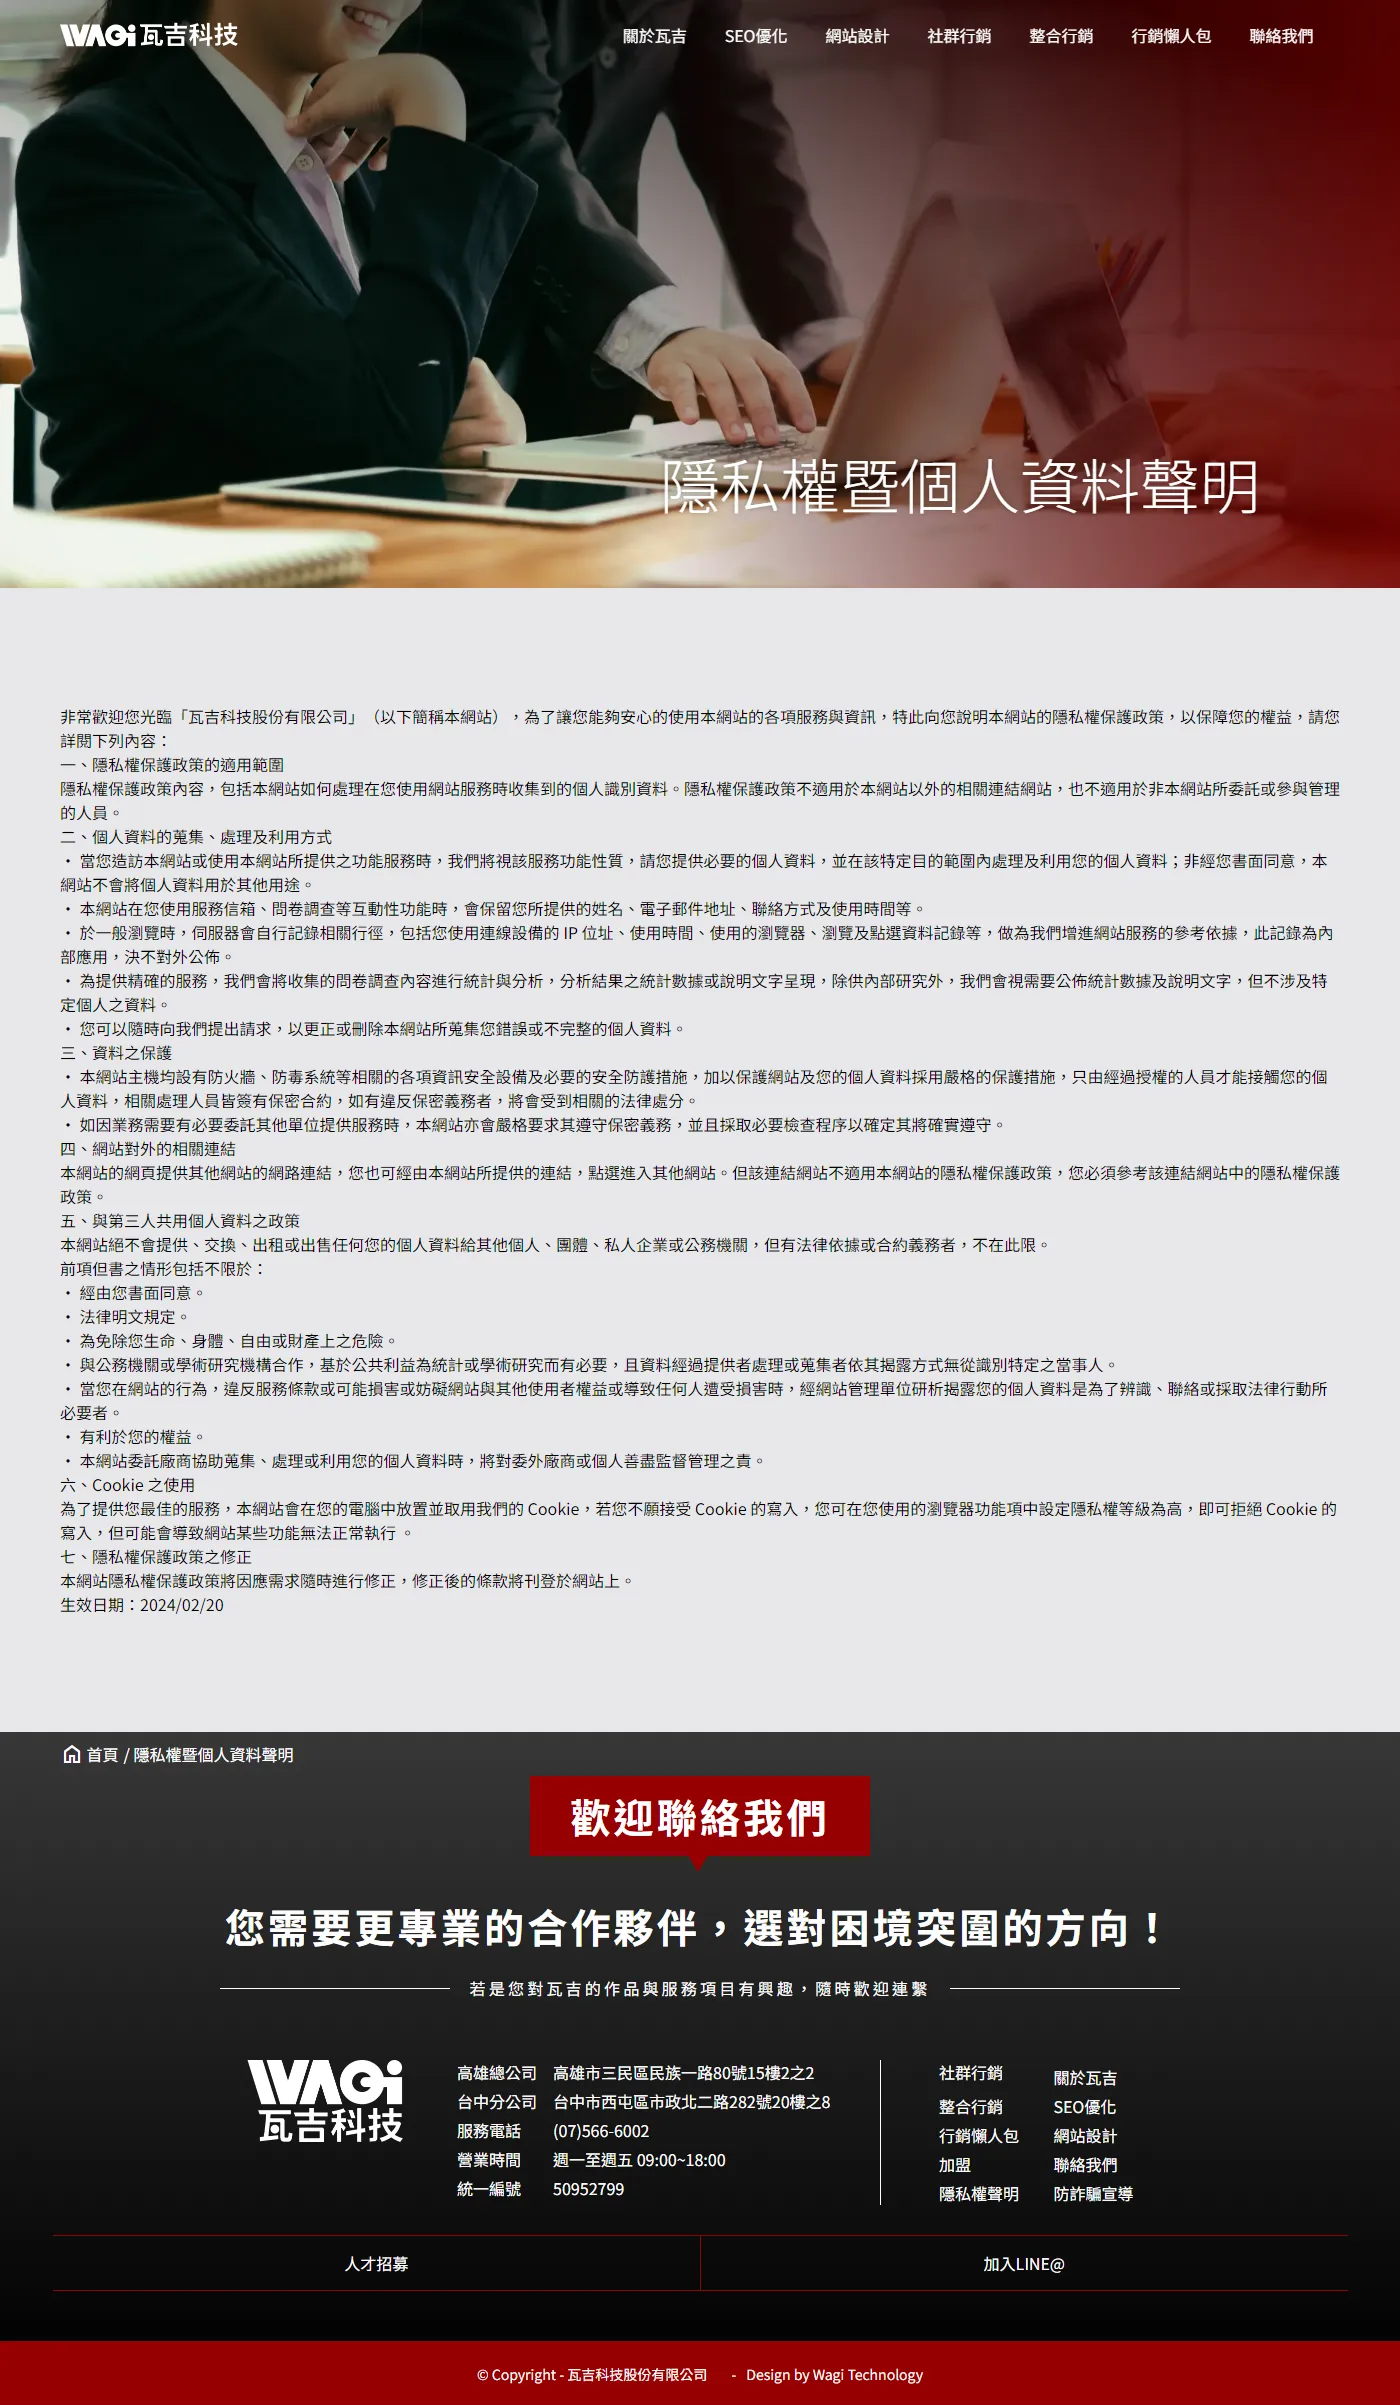 WAGi 瓦吉科技
關於瓦吉 SEO優化 網站設計 社群行銷 整合行銷 行銷懶人包 聯絡我們
隱私權暨個人資料聲明
非常歡迎您光臨「瓦吉科技股份有限公司」（以下簡稱本網站），為了讓您能夠安心的使用本網站的各項服務與資訊，特此向您說明本網站的隱私權保護政策，以保障您的權益，請您
詳閱下列內容：
一、隱私權保護政策的適用範圍
隱私權保護政策內容，包括本網站如何處理在您使用網站服務時收集到的個人識別資料。隱私權保護政策不適用於本網站以外的相關連結網站，也不適用於非本網站所委託或參與管理
的人員。
二、個人資料的蒐集、處理及利用方式
・ 當您造訪本網站或使用本網站所提供之功能服務時，我們將視該服務功能性質，請您提供必要的個人資料，並在該特定目的範圍內處理及利用您的個人資料；非經您書面同意，本
網站不會將個人資料用於其他用途。
・ 本網站在您使用服務信箱、問卷調查等互動性功能時，會保留您所提供的姓名、電子郵件地址、聯絡方式及使用時間等。
・ 於一般瀏覽時，伺服器會自行記錄相關行徑，包括您使用連線設備的 IP 位址、使用時間、使用的瀏覽器、瀏覽及點選資料記錄等，做為我們增進網站服務的參考依據，此記錄為內
部應用，決不對外公佈。
・ 為提供精確的服務，我們會將收集的問卷調查內容進行統計與分析，分析結果之統計數據或說明文字呈現，除供內部研究外，我們會視需要公佈統計數據及說明文字，但不涉及特
定個人之資料。
・ 您可以隨時向我們提出請求，以更正或刪除本網站所蒐集您錯誤或不完整的個人資料。
三、資料之保護
・ 本網站主機均設有防火牆、防毒系統等相關的各項資訊安全設備及必要的安全防護措施，加以保護網站及您的個人資料採用嚴格的保護措施，只由經過授權的人員才能接觸您的個
人資料，相關處理人員皆簽有保密合約，如有違反保密義務者，將會受到相關的法律處分。
・ 如因業務需要有必要委託其他單位提供服務時，本網站亦會嚴格要求其遵守保密義務，並且採取必要檢查程序以確定其將確實遵守。
四、網站對外的相關連結
本網站的網頁提供其他網站的網路連結，您也可經由本網站所提供的連結，點選進入其他網站。但該連結網站不適用本網站的隱私權保護政策，您必須參考該連結網站中的隱私權保護
政策。
五、與第三人共用個人資料之政策
本網站絕不會提供、交換、出租或出售任何您的個人資料給其他個人、團體、私人企業或公務機關，但有法律依據或合約義務者，不在此限。
前項但書之情形包括不限於：
・ 經由您書面同意。
・ 法律明文規定。
・ 為免除您生命、身體、自由或財產上之危險。
・ 與公務機關或學術研究機構合作，基於公共利益為統計或學術研究而有必要，且資料經過提供者處理或蒐集者依其揭露方式無從識別特定之當事人。
・ 當您在網站的行為，違反服務條款或可能損害或妨礙網站與其他使用者權益或導致任何人遭受損害時，經網站管理單位研析揭露您的個人資料是為了辨識、聯絡或採取法律行動所
必要者。
・ 有利於您的權益。
・ 本網站委託廠商協助蒐集、處理或利用您的個人資料時，將對委外廠商或個人善盡監督管理之責。
六、Cookie 之使用
為了提供您最佳的服務，本網站會在您的電腦中放置並取用我們的 Cookie，若您不願接受 Cookie 的寫入，您可在您使用的瀏覽器功能項中設定隱私權等級為高，即可拒絕 Cookie 的
寫入，但可能會導致網站某些功能無法正常執行 。
七、隱私權保護政策之修正
本網站隱私權保護政策將因應需求隨時進行修正，修正後的條款將刊登於網站上。
生效日期：2024/02/20
首頁 / 隱私權暨個人資料聲明
歡迎聯絡我們
您需要更專業的合作夥伴，選對困境突圍的方向！
若是您對瓦吉的作品與服務項目有興趣，隨時歡迎連繫
WAGi
瓦吉科技
高雄總公司 高雄市三民區民族一路80號15樓2之2
台中分公司 台中市西屯區市政北二路282號20樓之8
服務電話 (07)566-6002
營業時間 週一至週五 09:00~18:00
統一編號 50952799
社群行銷
整合行銷
行銷懶人包
加盟
隱私權聲明
關於瓦吉
SEO優化
網站設計
聯絡我們
防詐騙宣導
人才招募 加入LINE@
© Copyright - 瓦吉科技股份有限公司 - Design by Wagi Technology